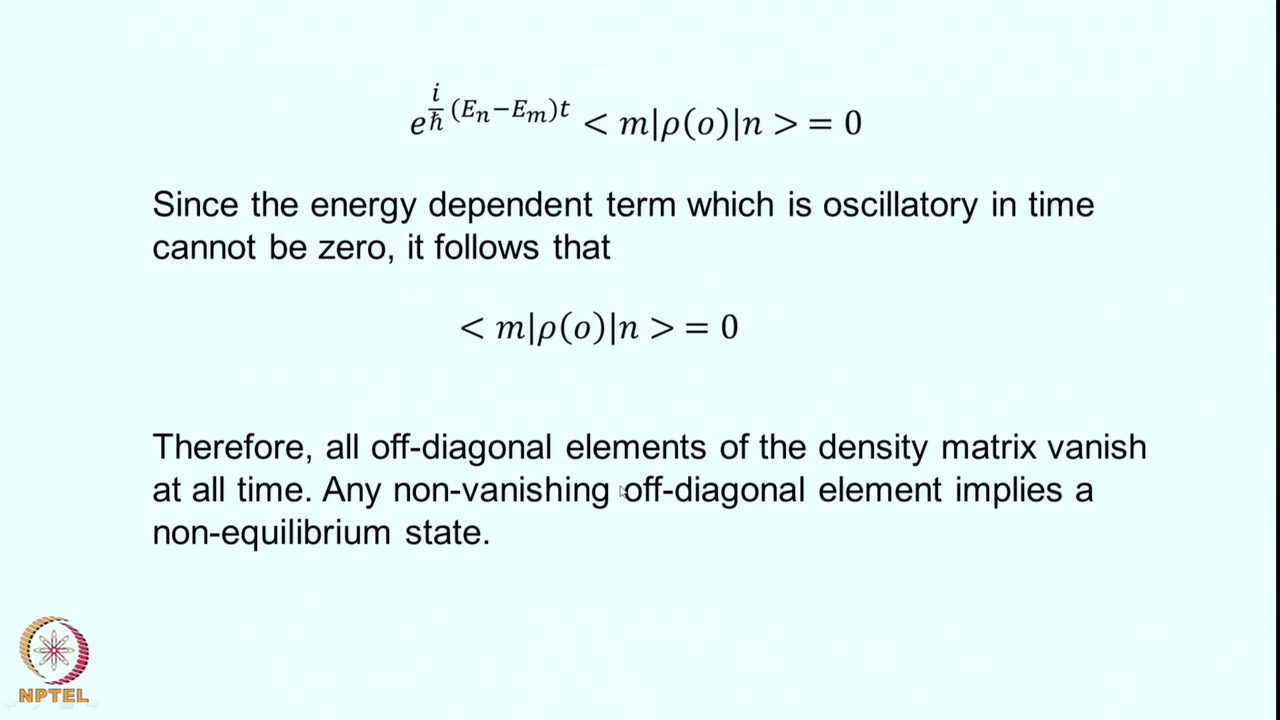 e^{\frac{i}{ħ}(E_n−E_m)t} < m|ρ(o)|n > = 0
Since the energy dependent term which is oscillatory in time
cannot be zero, it follows that
< m|ρ(o)|n > = 0
Therefore, all off-diagonal elements of the density matrix vanish
at all time. Any non-vanishing off-diagonal element implies a
non-equilibrium state.
NPTEL